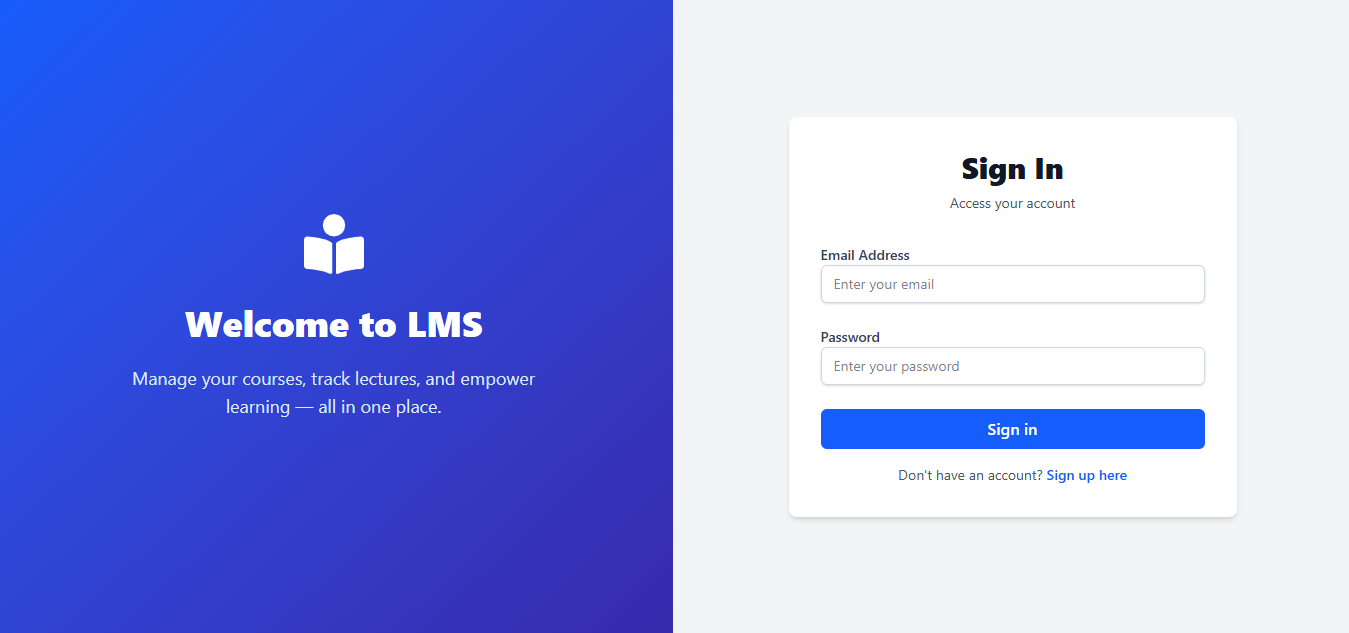 Welcome to LMS
Manage your courses, track lectures, and empower
learning — all in one place.
Sign In
Access your account
Email Address
Enter your email
Password
Enter your password
Sign in
Don't have an account? Sign up here